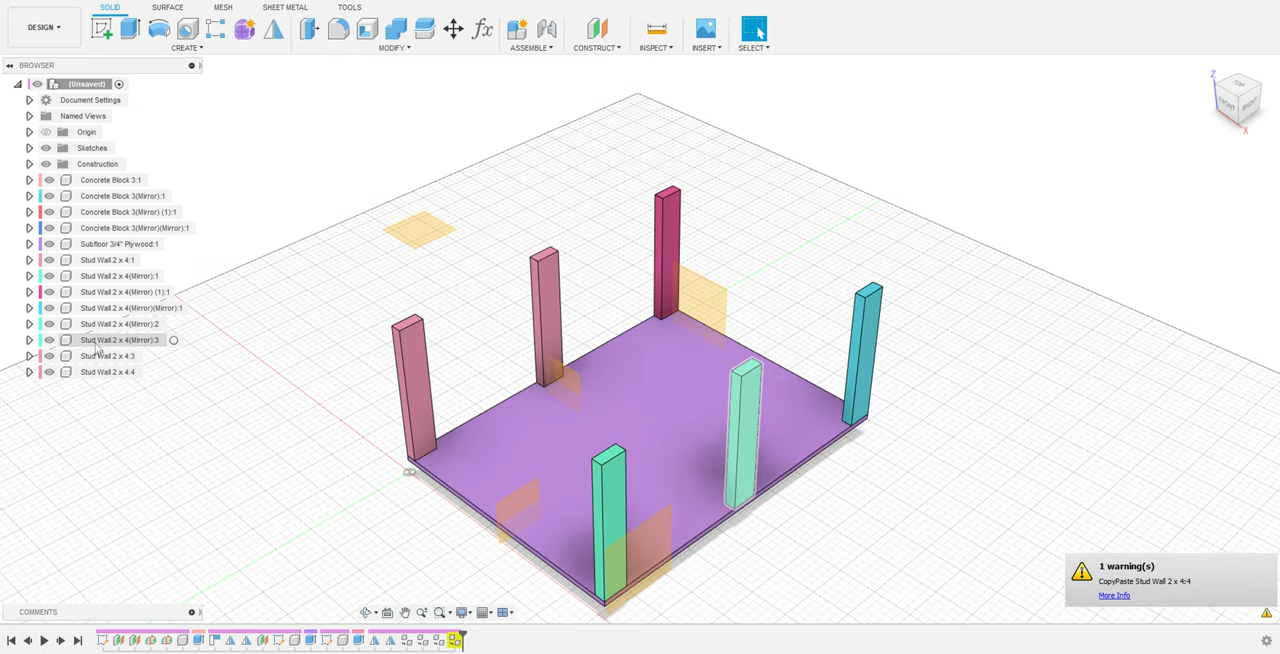 SOLID SURFACE MESH SHEET METAL TOOLS
DESIGN
CREATE MODIFY ASSEMBLE CONSTRUCT INSPECT INSERT SELECT
fx
BROWSER
(Unsaved)
Document Settings
Named Views
Origin
Sketches
Construction
Concrete Block 3:1
Concrete Block 3(Mirror):1
Concrete Block 3(Mirror) (1):1
Concrete Block 3(Mirror)(Mirror):1
Subfloor 3/4" Plywood:1
Stud Wall 2 x 4:1
Stud Wall 2 x 4(Mirror):1
Stud Wall 2 x 4(Mirror) (1):1
Stud Wall 2 x 4(Mirror)(Mirror):1
Stud Wall 2 x 4(Mirror):2
Stud Wall 2 x 4(Mirror):3
Stud Wall 2 x 4:3
Stud Wall 2 x 4:4
Z
TOP
FRONT RIGHT
X
1 warning(s)
CopyPaste Stud Wall 2 x 4:4
More Info
COMMENTS